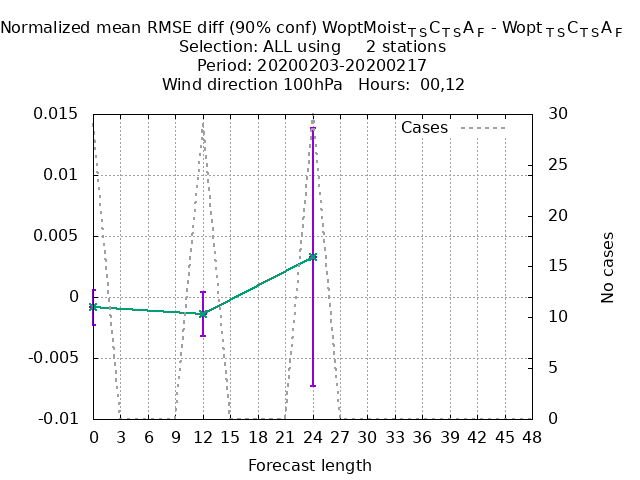 Normalized mean RMSE diff (90% conf) WoptMoist_TSC_TSA_F - Wopt_TSC_TSA_F
Selection: ALL using     2 stations
Period: 20200203-20200217
Wind direction 100hPa   Hours:  00,12
Cases
0.015
0.01
0.005
0
-0.005
-0.01
30
25
20
15
10
5
0
No cases
0 3 6 9 12 15 18 21 24 27 30 33 36 39 42 45 48
Forecast length